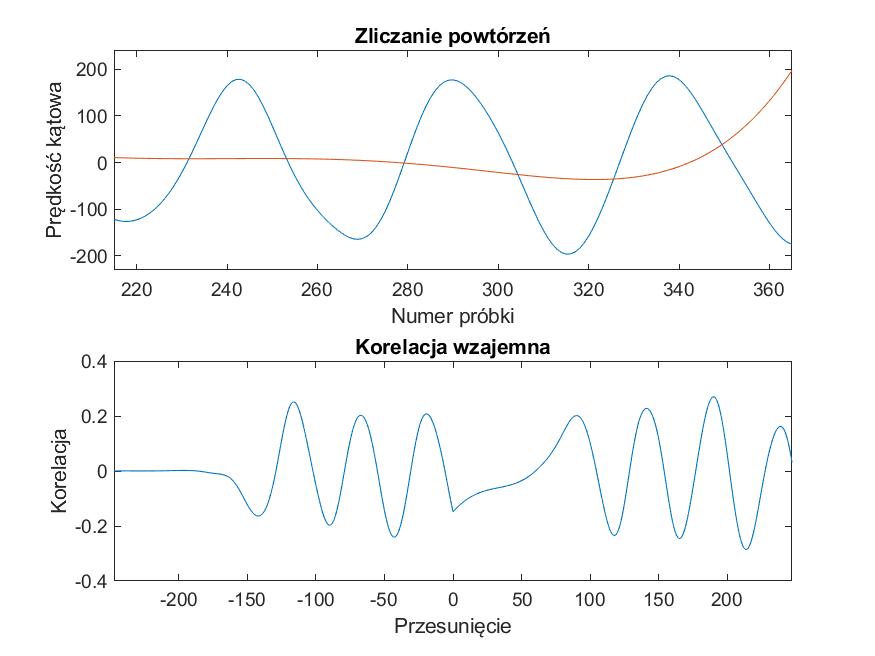 Zliczanie powtórzeń
200
100
0
-100
-200
Prędkość kątowa
220 240 260 280 300 320 340 360
Numer próbki
Korelacja wzajemna
0.4
0.2
0
-0.2
-0.4
Korelacja
-200 -150 -100 -50 0 50 100 150 200
Przesunięcie